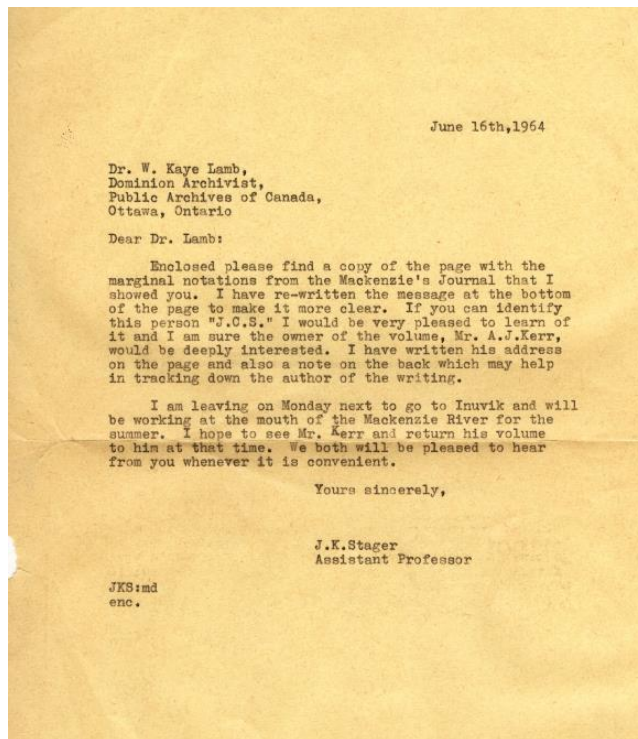 June 16th,1964
Dr. W. Kaye Lamb,
Dominion Archivist,
Public Archives of Canada,
Ottawa, Ontario
Dear Dr. Lamb:
Enclosed please find a copy of the page with the
marginal notations from the Mackenzie's Journal that I
showed you. I have re-written the message at the bottom
of the page to make it more clear. If you can identify
this person "J.C.S." I would be very pleased to learn of
it and I am sure the owner of the volume, Mr. A.J.Kerr,
would be deeply interested. I have written his address
on the page and also a note on the back which may help
in tracking down the author of the writing.
I am leaving on Monday next to go to Inuvik and will
be working at the mouth of the Mackenzie River for the
summer. I hope to see Mr. Kerr and return his volume
to him at that time. We both will be pleased to hear
from you whenever it is convenient.
Yours sincerely,
J.K.Stager
Assistant Professor
JKS:md
enc.